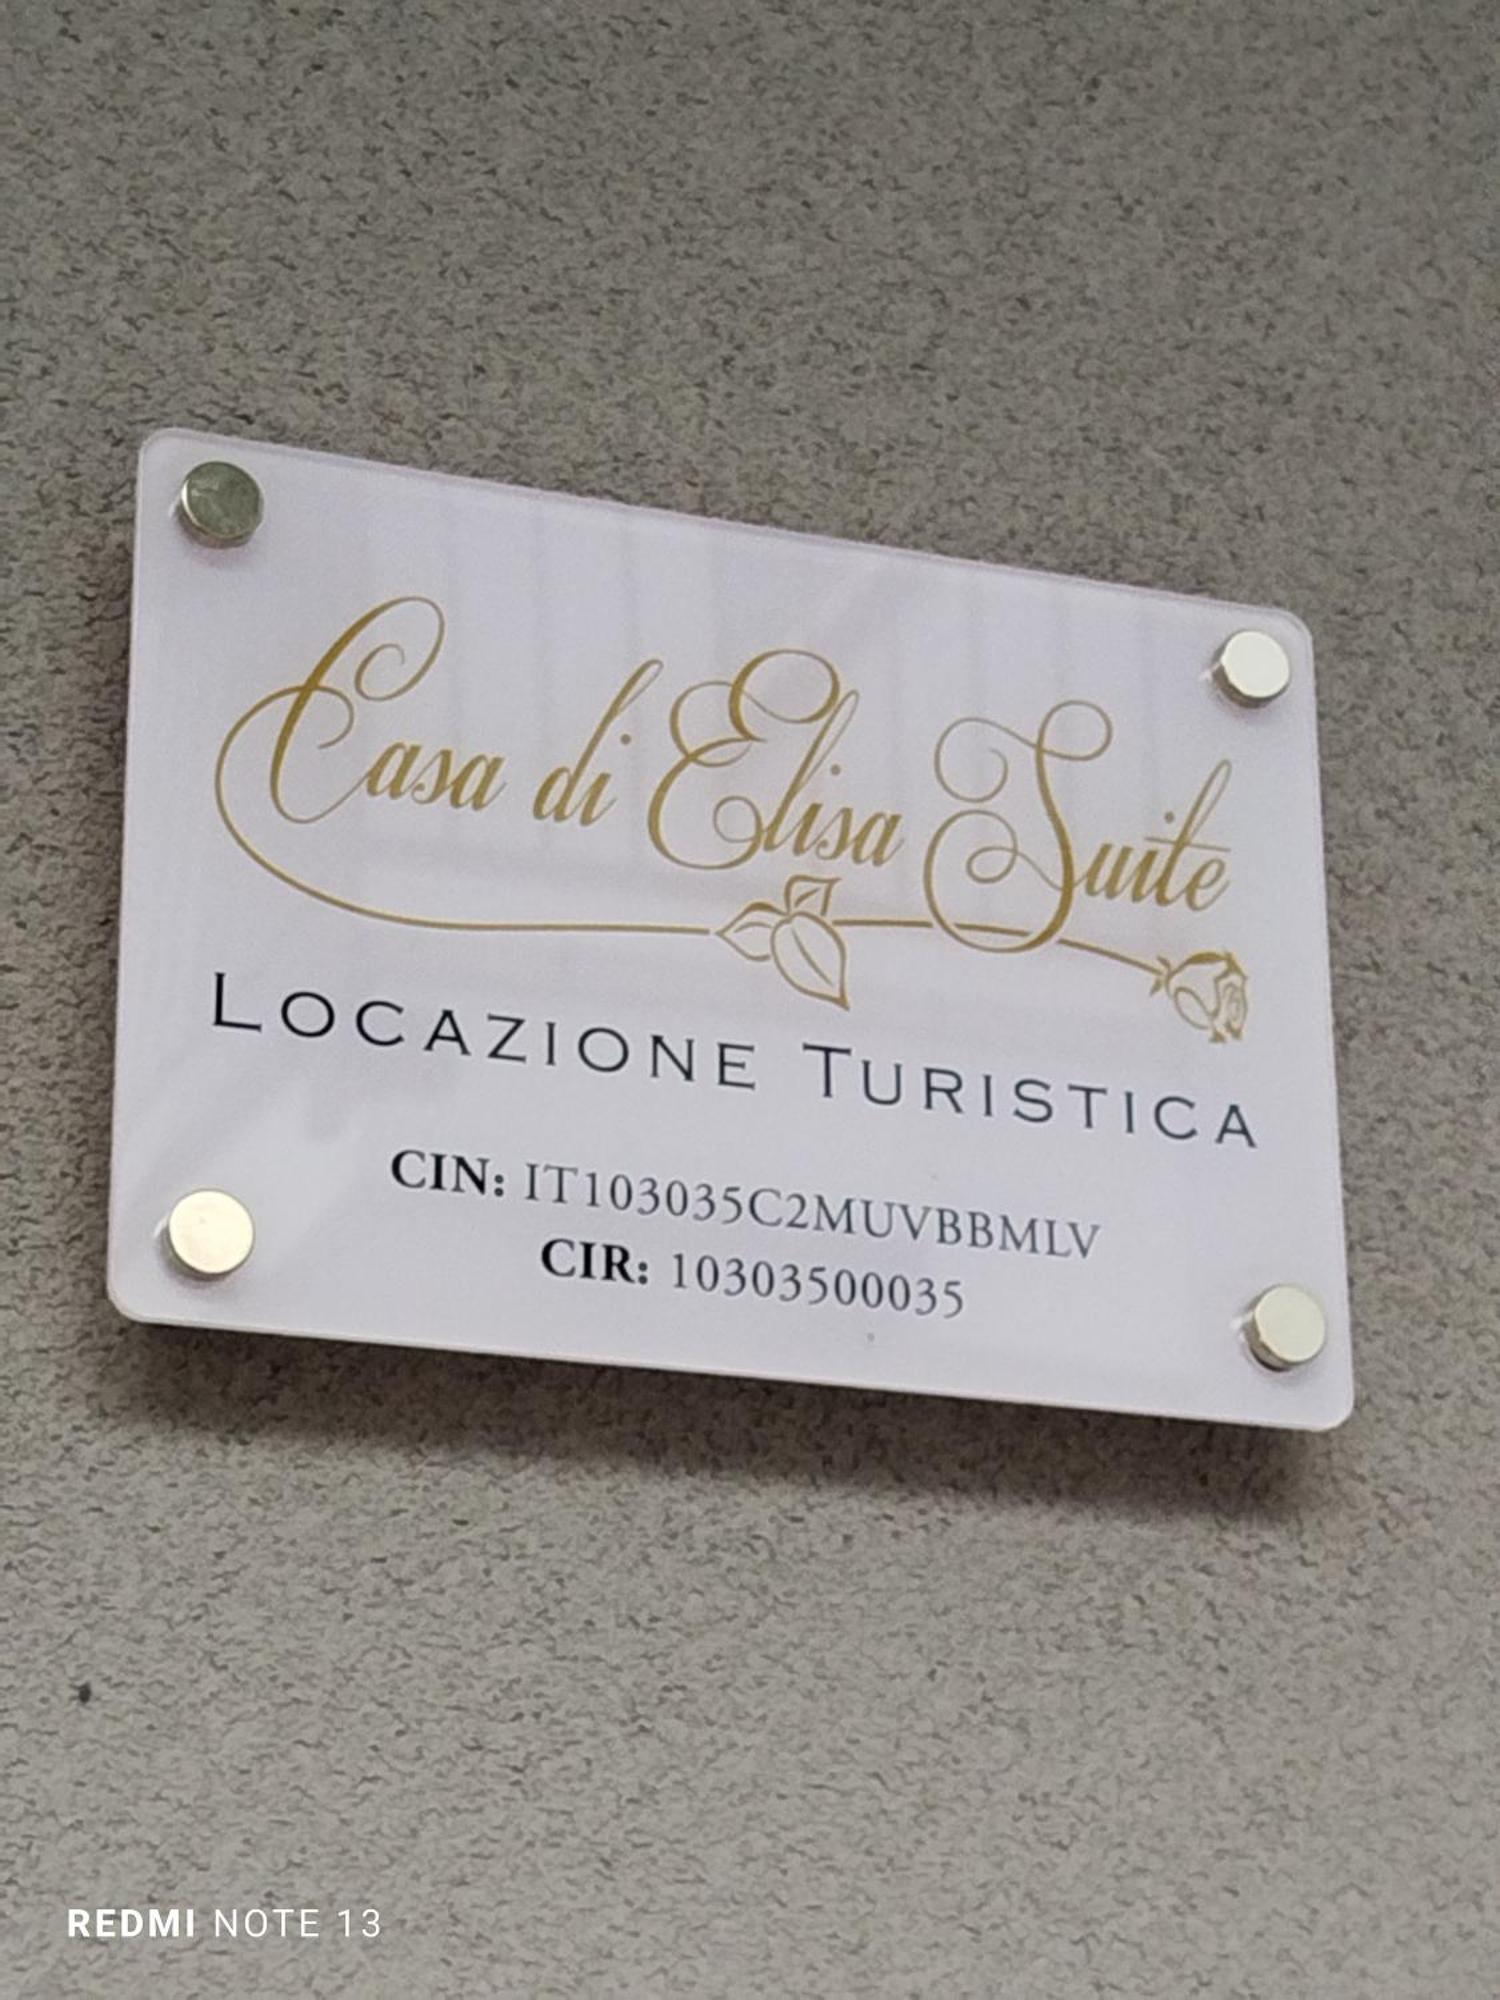 Casa di Elisa Suite
LOCAZIONE TURISTICA
CIN: IT103035C2MUVBBMLV
CIR: 10303500035
REDMI NOTE 13